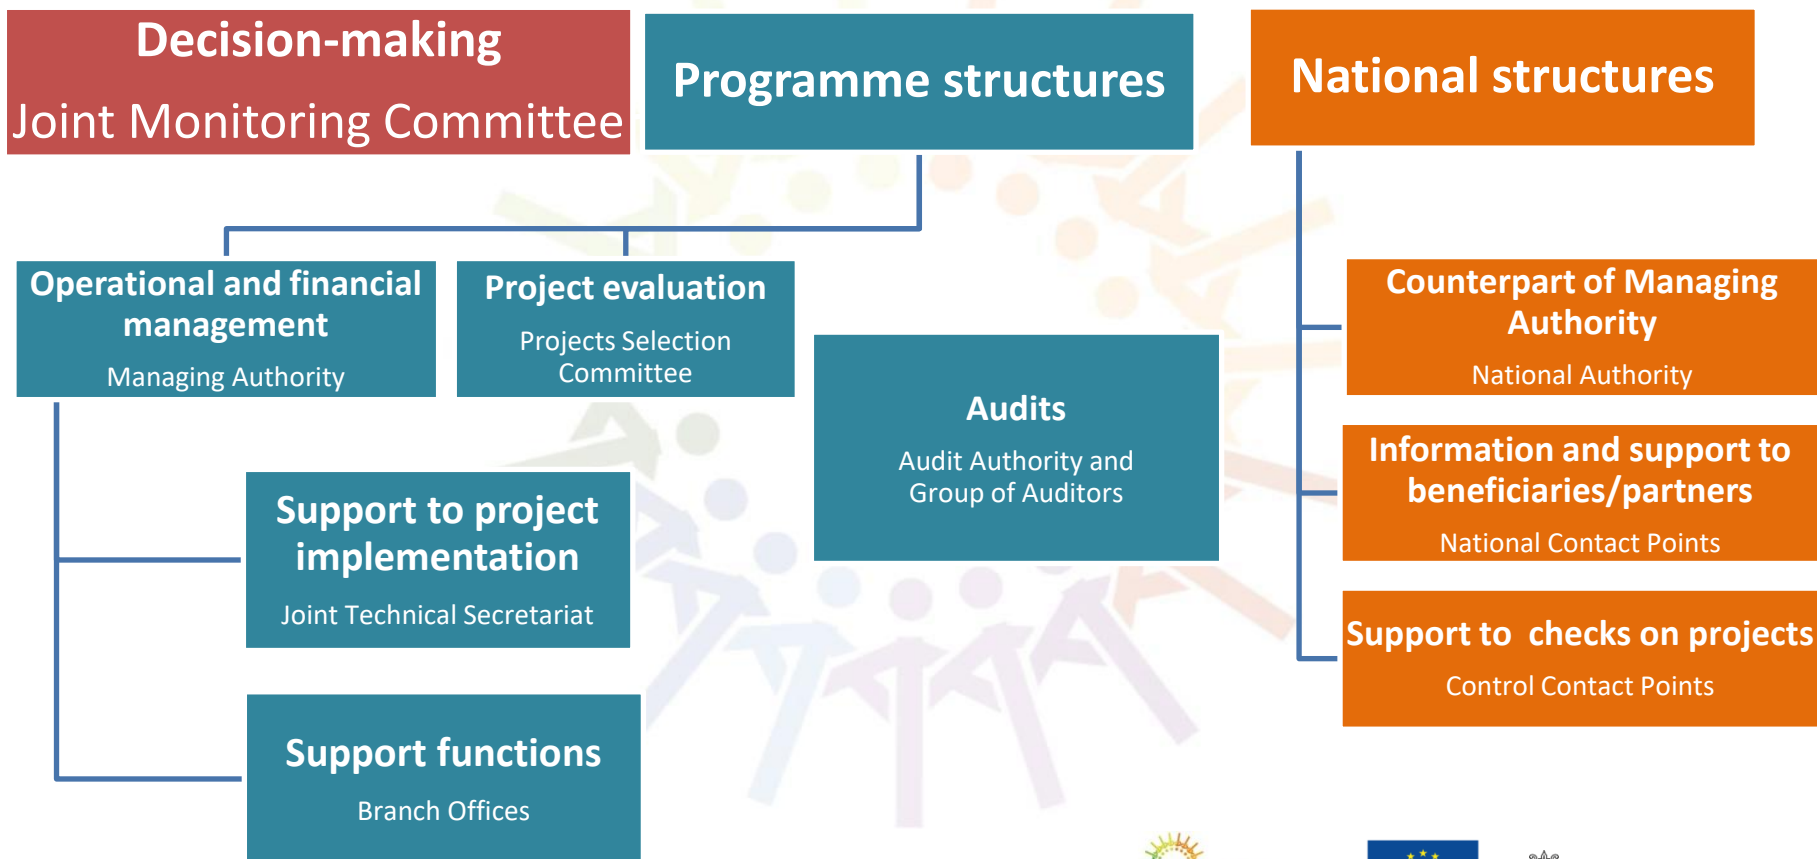 Decision-making
Joint Monitoring Committee
Programme structures
National structures
Operational and financial
management
Managing Authority
Project evaluation
Projects Selection
Committee
Audits
Audit Authority and
Group of Auditors
Support to project
implementation
Joint Technical Secretariat
Support functions
Branch Offices
Counterpart of Managing
Authority
National Authority
Information and support to
beneficiaries/partners
National Contact Points
Support to checks on projects
Control Contact Points